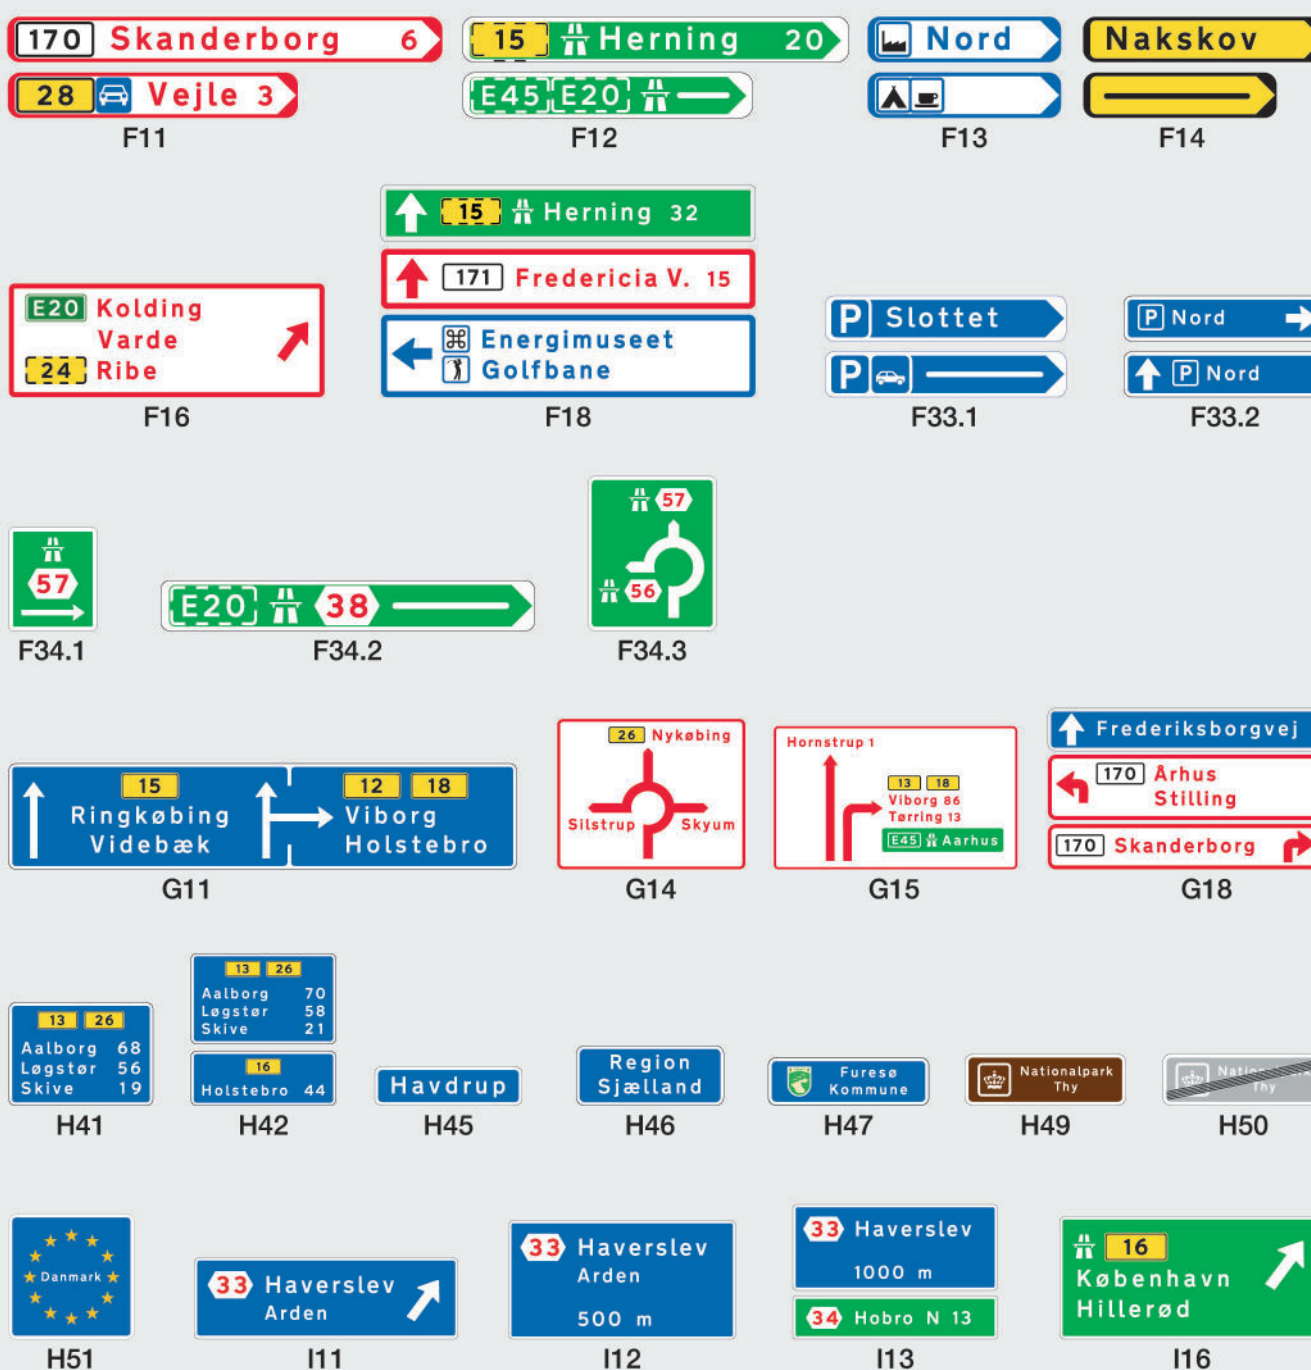 170 Skanderborg 6
15 Herning 20
Nord
Nakskov
28 Vejle 3
E45 E20
F11
F12
F13
F14
15 Herning 32
171 Fredericia V. 15
E20 Kolding
Varde
24 Ribe
Energimuseet
Golfbane
P Slottet
P
P Nord
P Nord
F16
F18
F33.1
F33.2
57
E20 38
57
56
F34.1
F34.2
F34.3
15
Ringkøbing
Videbæk
12 18
Viborg
Holstebro
26 Nykøbing
Silstrup Skyum
Hornstrup 1
13 18
Viborg 86
Tørring 13
E45 Aarhus
Frederiksborgvej
170 Århus
Stilling
170 Skanderborg
G11
G14
G15
G18
13 26
Aalborg 68
Løgstør 56
Skive 19
13 26
Aalborg 70
Løgstør 58
Skive 21
16
Holstebro 44
Havdrup
Region
Sjælland
Furesø
Kommune
Nationalpark
Thy
Nationalpark
Thy
H41
H42
H45
H46
H47
H49
H50
Danmark
33 Haverslev
Arden
33 Haverslev
Arden
500 m
33 Haverslev
1000 m
34 Hobro N 13
16
København
Hillerød
H51
I11
I12
I13
I16